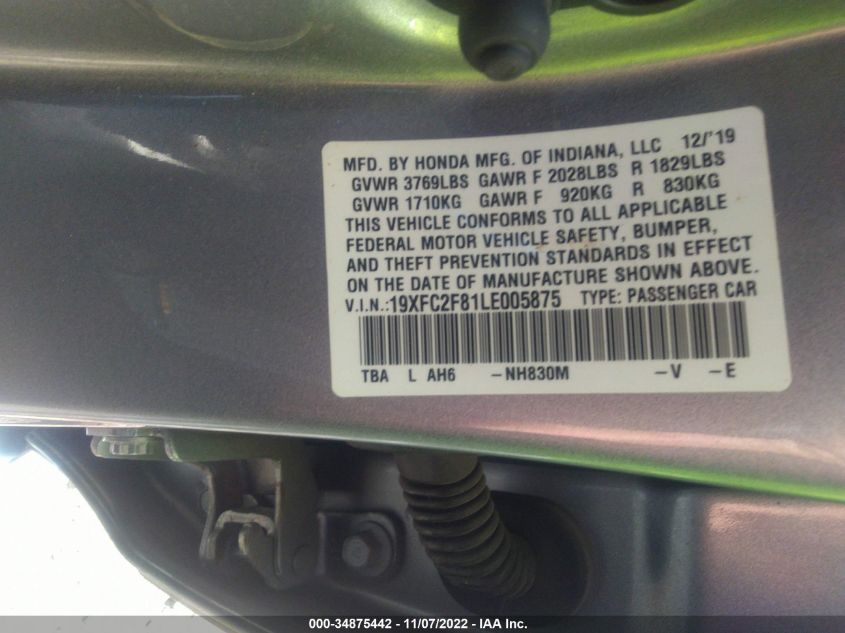 MFD. BY HONDA MFG. OF INDIANA, LLC 12/'19
GVWR 3769LBS GAWR F 2028LBS R 1829LBS
GVWR 1710KG GAWR F 920KG R 830KG
THIS VEHICLE CONFORMS TO ALL APPLICABLE
FEDERAL MOTOR VEHICLE SAFETY, BUMPER,
AND THEFT PREVENTION STANDARDS IN EFFECT
ON THE DATE OF MANUFACTURE SHOWN ABOVE.
V.I.N.:19XFC2F81LE005875 TYPE: PASSENGER CAR
TBA L AH6 -NH830M -V -E
000-34875442 - 11/07/2022 - IAA Inc.